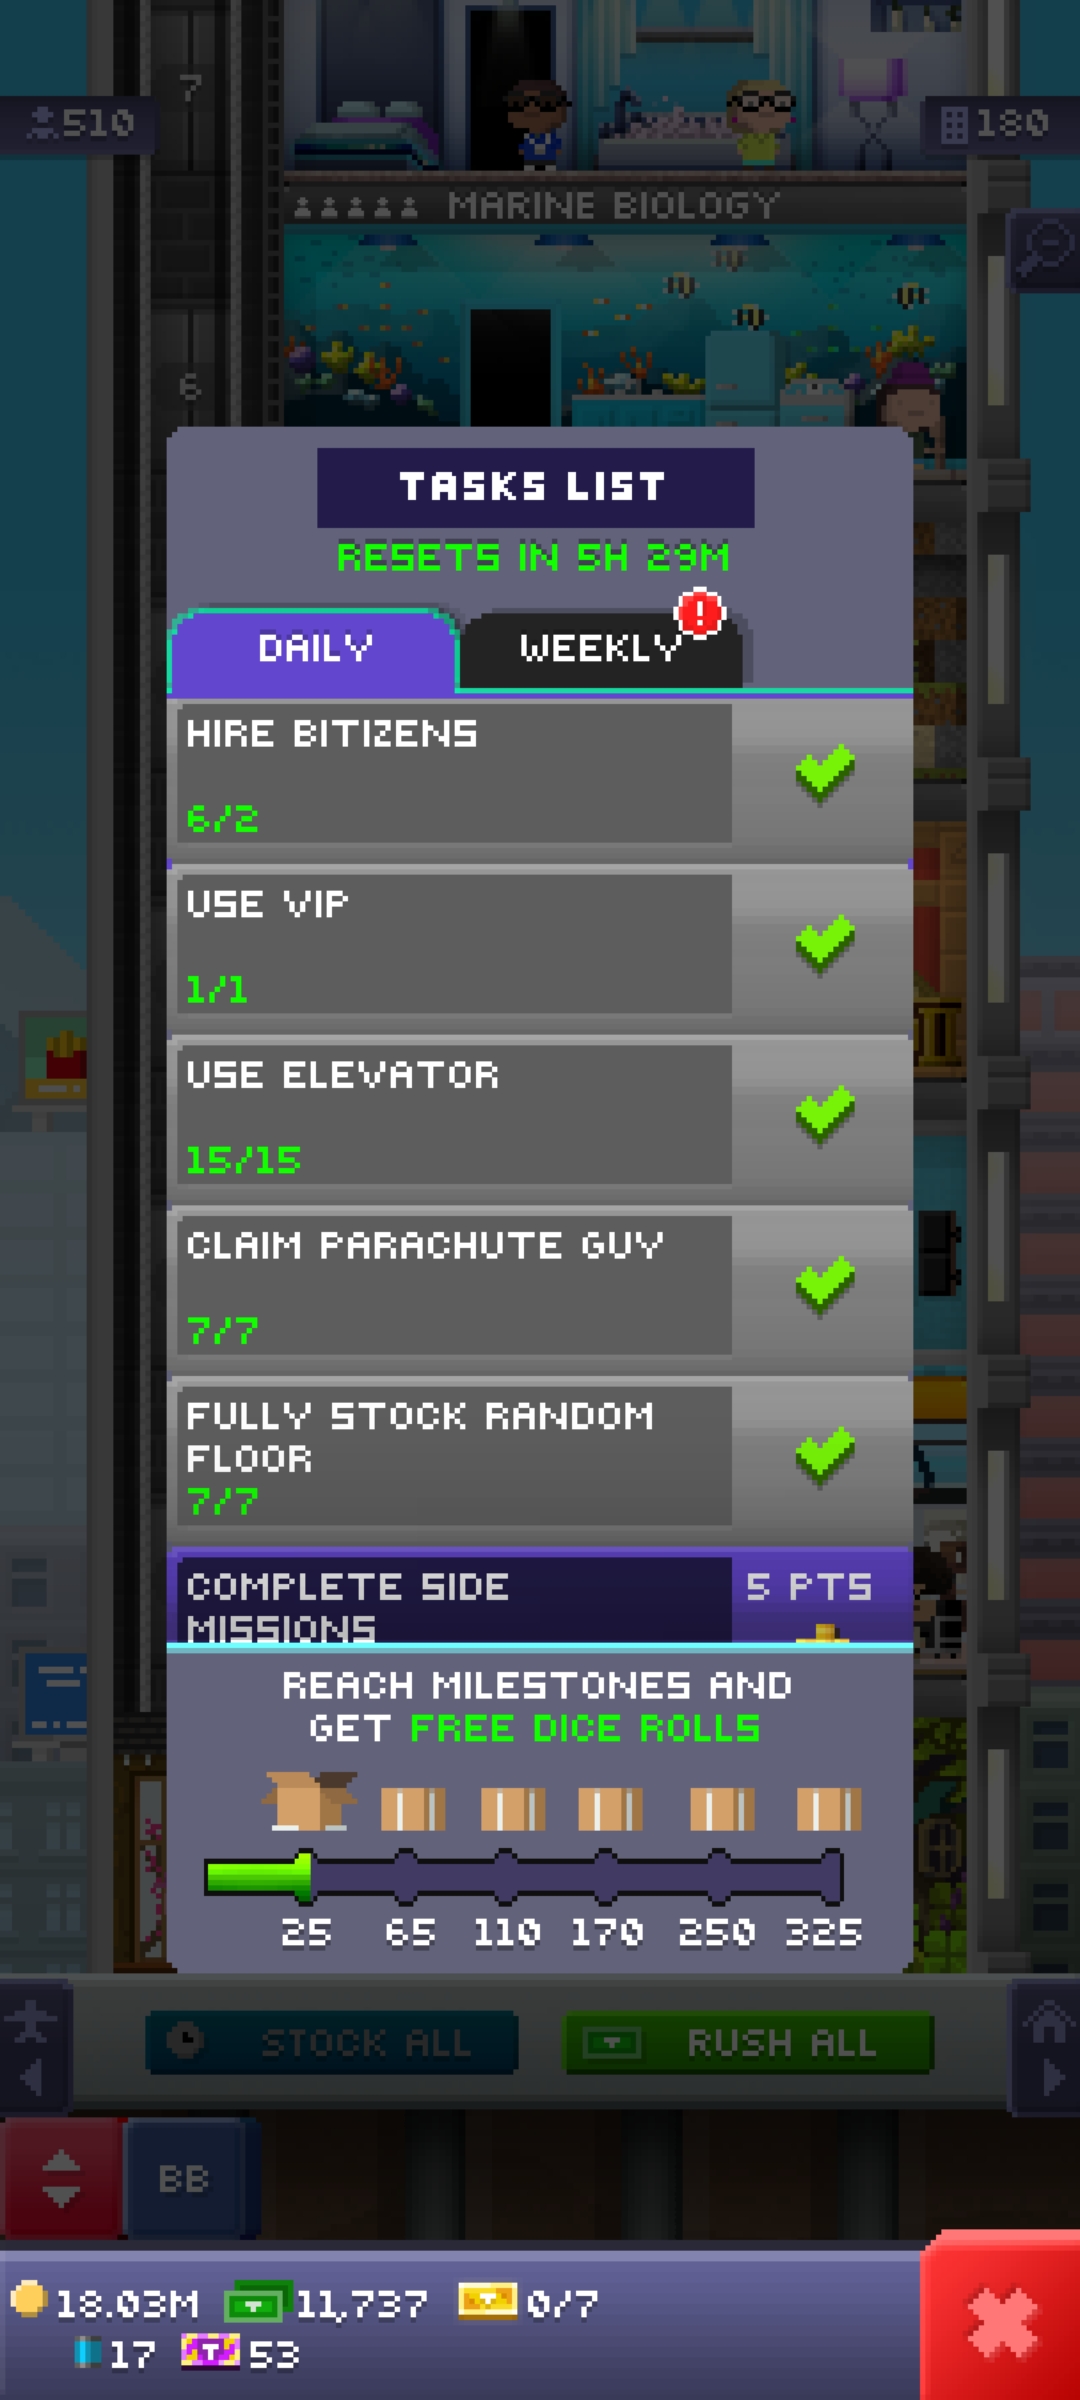 7
510
180
MARINE BIOLOGY
6
TASKS LIST
RESETS IN 5H 29M
DAILY
WEEKLY
!
HIRE BITIZENS
6/2
USE VIP
1/1
USE ELEVATOR
15/15
CLAIM PARACHUTE GUY
7/7
FULLY STOCK RANDOM
FLOOR
7/7
COMPLETE SIDE
MISSIONS
5 PTS
REACH MILESTONES AND
GET FREE DICE ROLLS
25 65 110 170 250 325
STOCK ALL
RUSH ALL
BB
18.03M 11,737 0/7
17 53